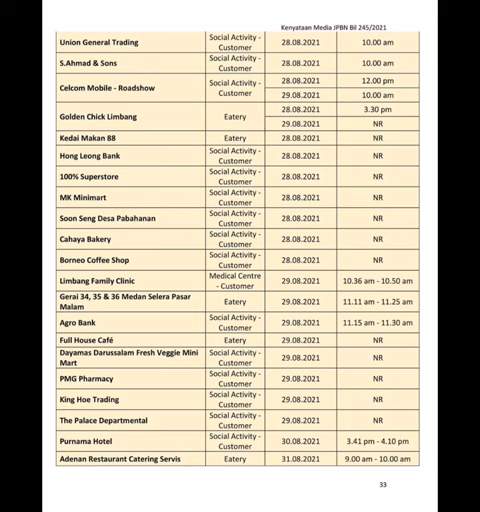 Kenyataan Media JPBN Bil 245/2021
Union General Trading Social Activity - Customer 28.08.2021 10.00 am
S.Ahmad & Sons Social Activity - Customer 28.08.2021 10.00 am
Celcom Mobile - Roadshow Social Activity - Customer 28.08.2021 12.00 pm
29.08.2021 10.00 am
Golden Chick Limbang Eatery 28.08.2021 3.30 pm
29.08.2021 NR
Kedai Makan 88 Eatery 28.08.2021 NR
Hong Leong Bank Social Activity - Customer 28.08.2021 NR
100% Superstore Social Activity - Customer 28.08.2021 NR
MK Minimart Social Activity - Customer 28.08.2021 NR
Soon Seng Desa Pabahanan Social Activity - Customer 28.08.2021 NR
Cahaya Bakery Social Activity - Customer 28.08.2021 NR
Borneo Coffee Shop Social Activity - Customer 28.08.2021 NR
Limbang Family Clinic Medical Centre - Customer 29.08.2021 10.36 am - 10.50 am
Gerai 34, 35 & 36 Medan Selera Pasar Malam Eatery 29.08.2021 11.11 am - 11.25 am
Agro Bank Social Activity - Customer 29.08.2021 11.15 am - 11.30 am
Full House Café Eatery 29.08.2021 NR
Dayamas Darussalam Fresh Veggie Mini Mart Social Activity - Customer 29.08.2021 NR
PMG Pharmacy Social Activity - Customer 29.08.2021 NR
King Hoe Trading Social Activity - Customer 29.08.2021 NR
The Palace Departmental Social Activity - Customer 29.08.2021 NR
Purnama Hotel Social Activity - Customer 30.08.2021 3.41 pm - 4.10 pm
Adenan Restaurant Catering Servis Eatery 31.08.2021 9.00 am - 10.00 am
33